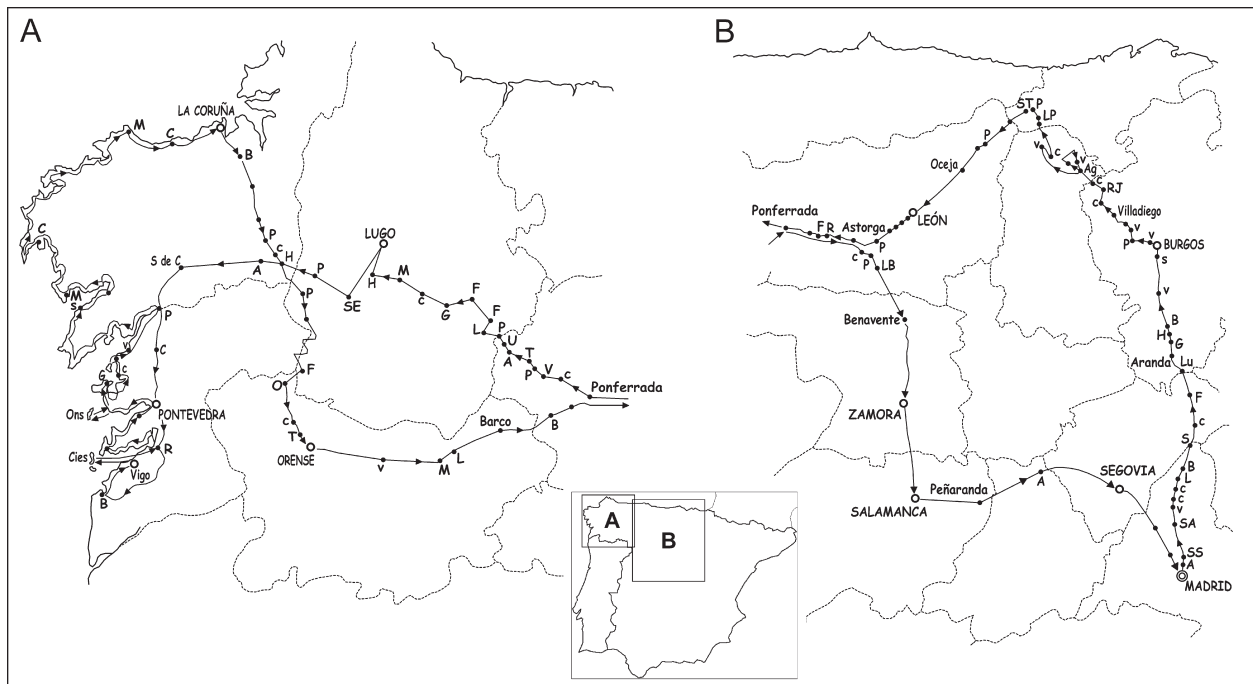 A
LA CORUÑA
M
C
B
P
c
H
LUGO
S de C
A
P
SE
H
M
c
G
F
F
L
P
U
A
T
P
V
c
Ponferrada
C
M
s
P
C
v
c
G
Ons
PONTEVEDRA
R
Cies
Vigo
B
P
F
O
c
T
ORENSE
v
M
L
Barco
B
A
B
B
ST
P
LP
P
v
c
v
Ag
c
RJ
c
Villadiego
v
P
v
BURGOS
s
v
B
H
G
Aranda
Lu
F
c
S
B
L
c
c
v
SA
SS
A
MADRID
Oceja
LEÓN
Ponferrada
F
R
Astorga
P
c
P
LB
Benavente
ZAMORA
SALAMANCA
Peñaranda
A
SEGOVIA